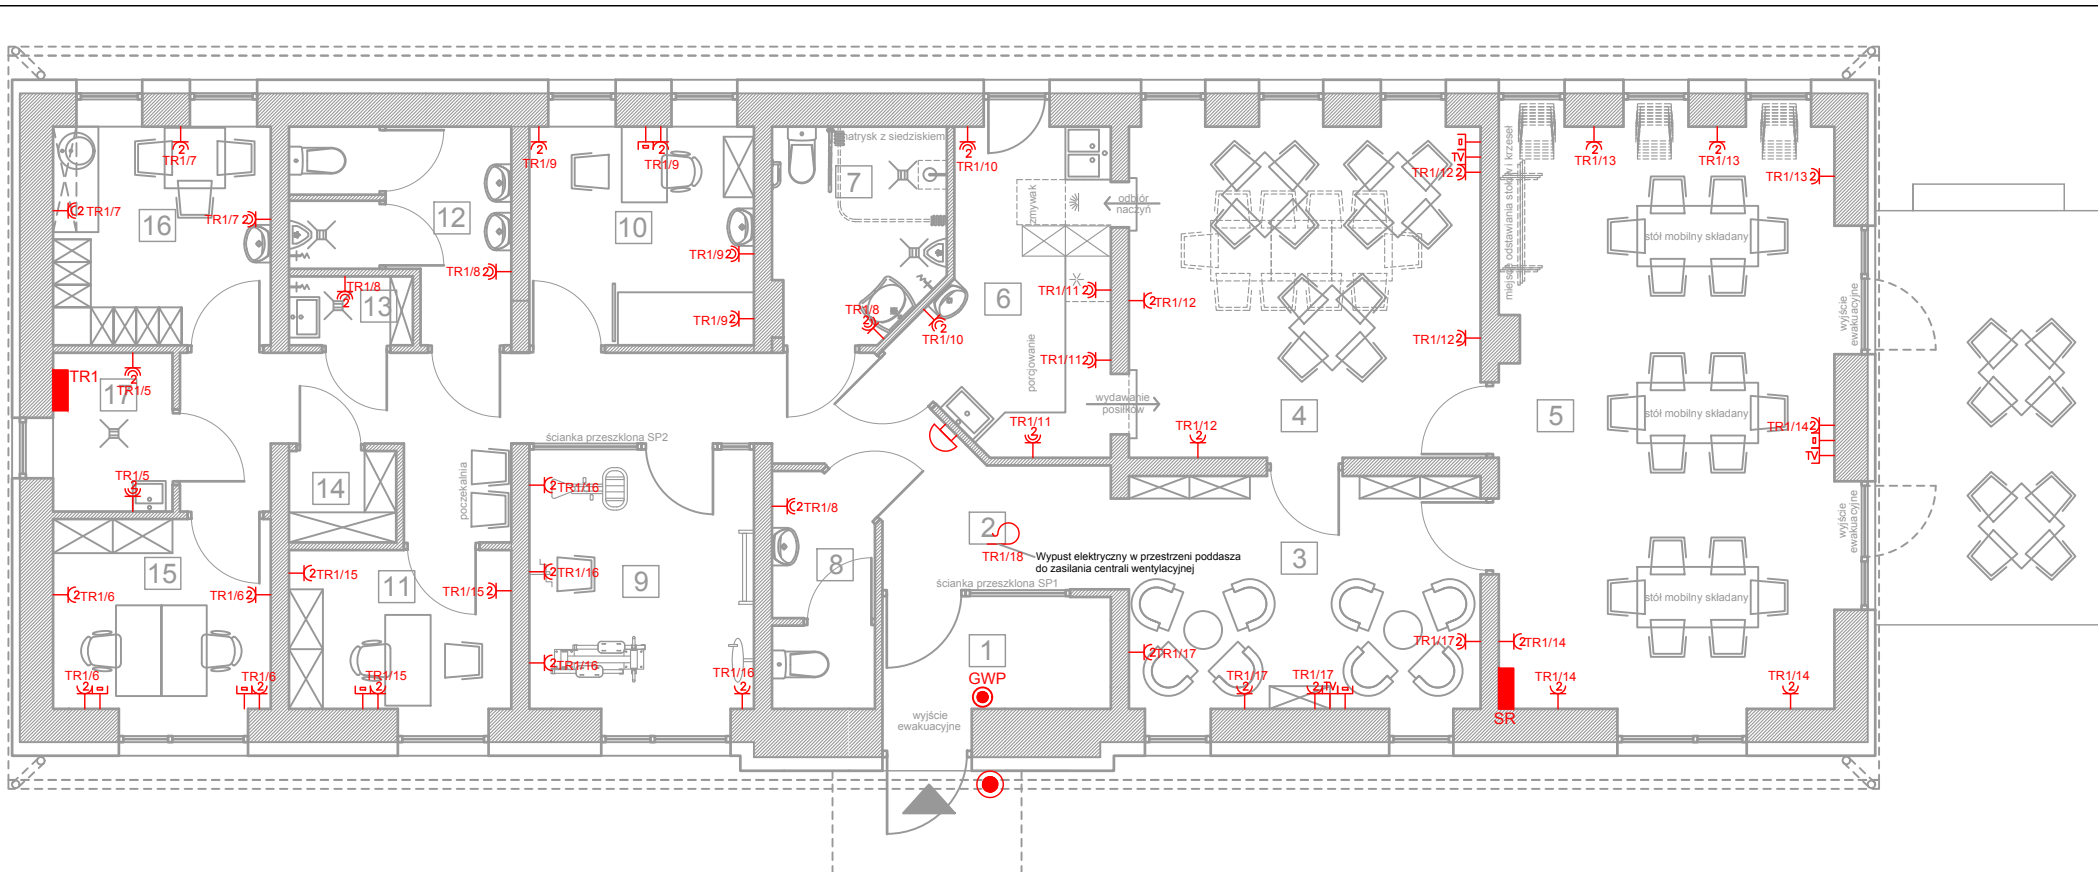 natrysk z siedziskiem
TR1/7
TR1/9
TR1/9
TR1/10
TR1/13
TR1/13
TR1/12
TR1/13
TV
2
TR1/7
TR1/7
16
12
10
7
zmywak
odbiór
naczyń
miejsce odstawiania stołów i krzeseł
stół mobilny składany
TR1/8
TR1/9
TR1/8
13
TR1/9
TR1/8
TR1/10
6
TR1/11
TR1/12
TR1/12
TR1/11
porcjowanie
wyjście
ewakuacyjne
TR1
TR1/5
17
wydawanie
posiłków
TR1/11
TR1/12
4
5
stół mobilny składany
TR1/14
TV
ścianka przeszklona SP2
poczekalnia
TR1/5
14
TR1/16
TR1/8
2
TR1/18
Wypust elektryczny w przestrzeni poddasza
do zasilania centrali wentylacyjnej
wyjście
ewakuacyjne
3
15
TR1/15
11
TR1/15
TR1/16
9
8
ścianka przeszklona SP1
TR1/6
TR1/6
stół mobilny składany
1
GWP
TR1/17
TR1/17
TR1/14
TR1/6
TR1/6
TR1/15
TR1/16
TR1/16
TR1/17
TR1/17
TV
TR1/14
TR1/14
SR
wyjście
ewakuacyjne